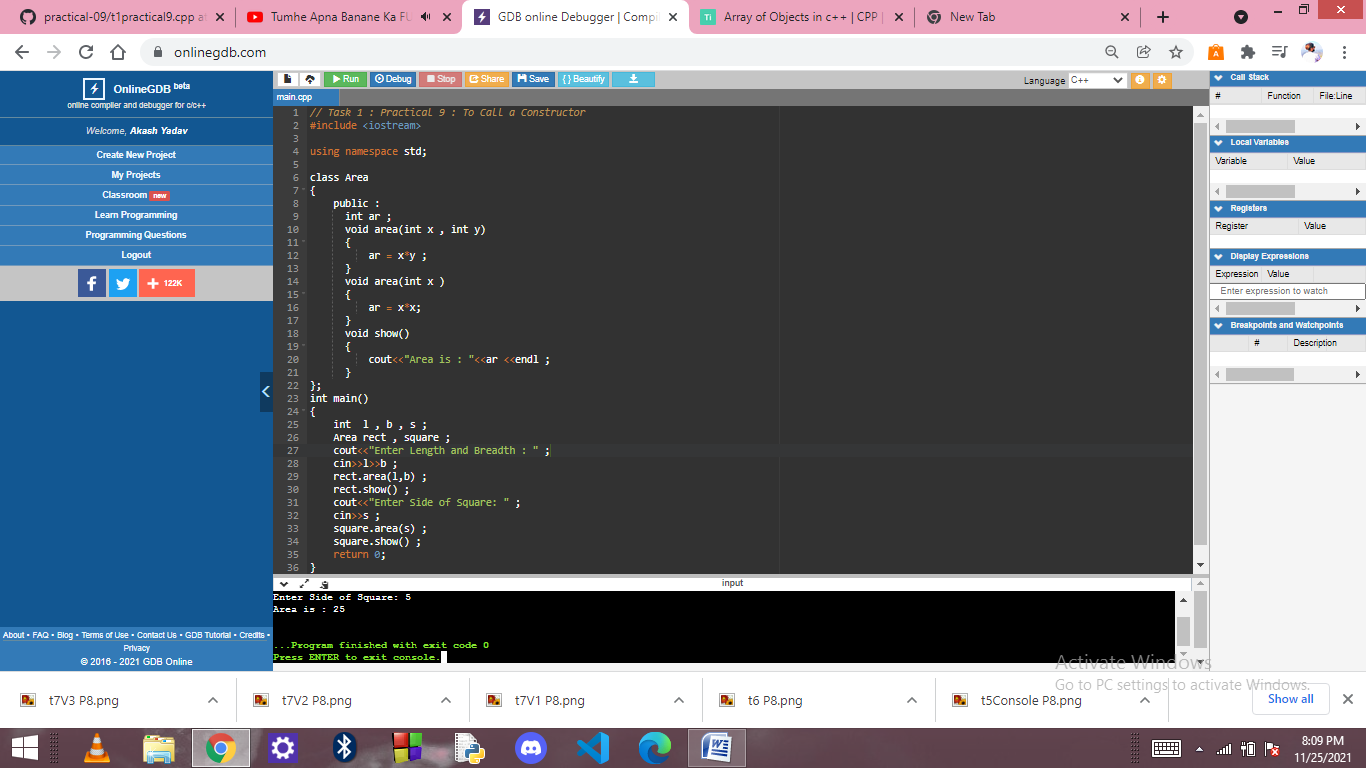 practical-09/t1practical9.cpp a
Tumhe Apna Banane Ka FU
GDB online Debugger | Compil
Array of Objects in c++ | CPP |
New Tab
onlinegdb.com
OnlineGDB beta
online compiler and debugger for c/c++
Welcome, Akash Yadav
Create New Project
My Projects
Classroom new
Learn Programming
Programming Questions
Logout
f + 122K
About • FAQ • Blog • Terms of Use • Contact Us • GDB Tutorial • Credits •
Privacy
© 2016 - 2021 GDB Online
Run Debug Stop Share Save { } Beautify
Language C++
main.cpp
1 // Task 1 : Practical 9 : To Call a Constructor
2 #include <iostream>
3
4 using namespace std;
5
6 class Area
7 {
8 public :
9 int ar ;
10 void area(int x , int y)
11 {
12 ar = x*y ;
13 }
14 void area(int x )
15 {
16 ar = x*x;
17 }
18 void show()
19 {
20 cout<<"Area is : "<<ar <<endl ;
21 }
22 };
23 int main()
24 {
25 int l , b , s ;
26 Area rect , square ;
27 cout<<"Enter Length and Breadth : " ;
28 cin>>l>>b ;
29 rect.area(l,b) ;
30 rect.show() ;
31 cout<<"Enter Side of Square: " ;
32 cin>>s ;
33 square.area(s) ;
34 square.show() ;
35 return 0;
36 }
input
Enter Side of Square: 5
Area is : 25
...Program finished with exit code 0
Press ENTER to exit console.
Call Stack
# Function File:Line
Local Variables
Variable Value
Registers
Register Value
Display Expressions
Expression Value
Enter expression to watch
Breakpoints and Watchpoints
# Description
Activate Windows
Go to PC settings to activate Windows.
t7V3 P8.png
t7V2 P8.png
t7V1 P8.png
t6 P8.png
t5Console P8.png
Show all
8:09 PM
11/25/2021